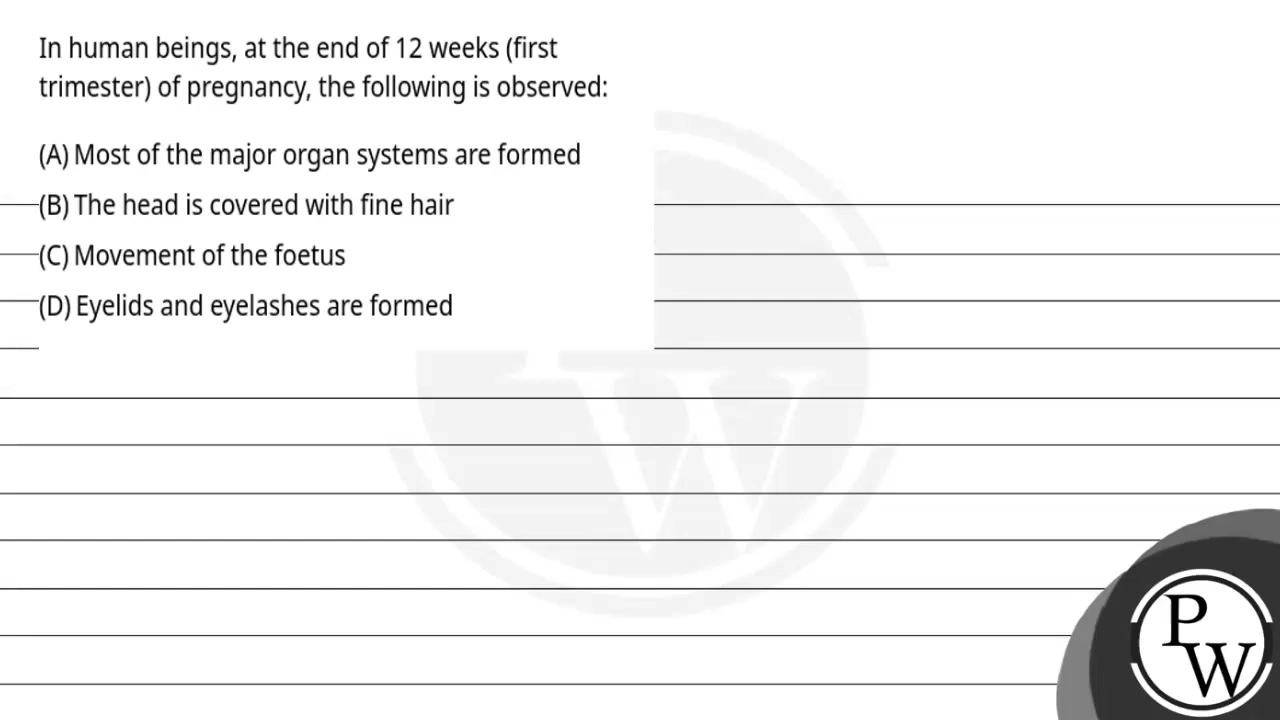 In human beings, at the end of 12 weeks (first
trimester) of pregnancy, the following is observed:
(A) Most of the major organ systems are formed
(B) The head is covered with fine hair
(C) Movement of the foetus
(D) Eyelids and eyelashes are formed
W
P
W